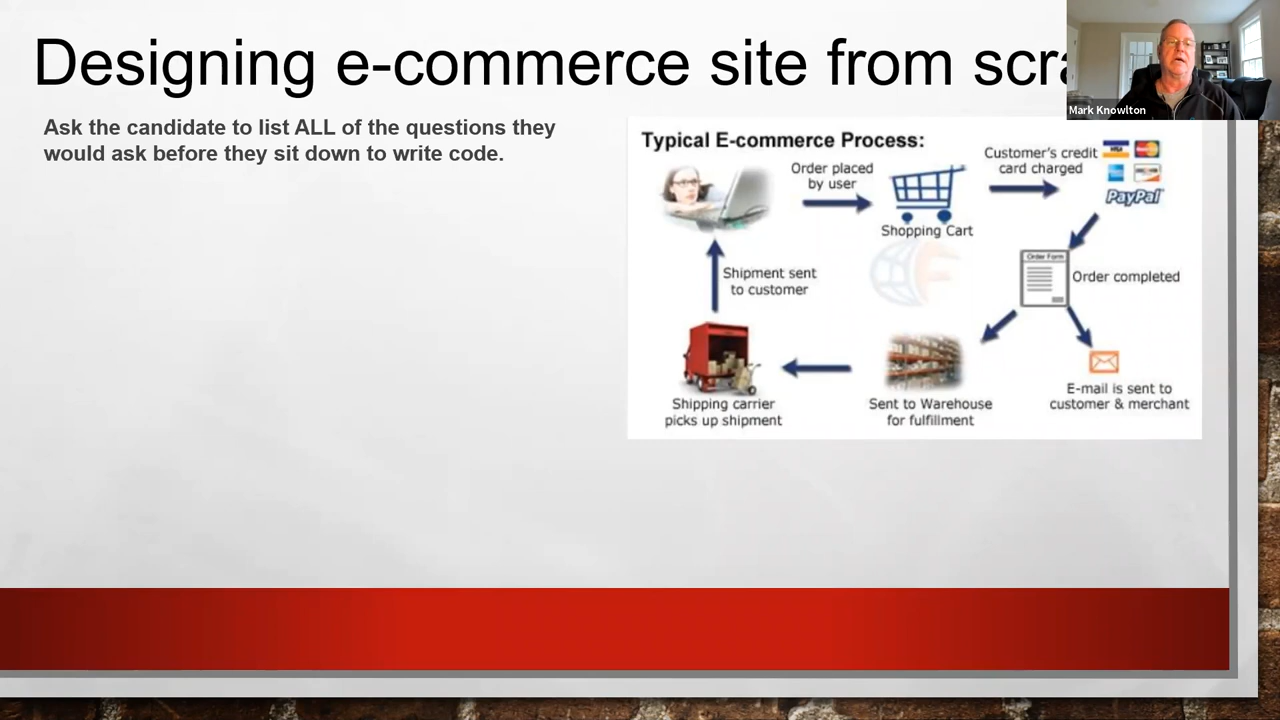 Designing e-commerce site from scra
Mark Knowlton
Ask the candidate to list ALL of the questions they
would ask before they sit down to write code.
Typical E-commerce Process:
Order placed
by user
Shopping Cart
Customer's credit
card charged
VISA
MasterCard
PayPal
Order Form
Order completed
E-mail is sent to
customer & merchant
Sent to Warehouse
for fulfillment
Shipping carrier
picks up shipment
Shipment sent
to customer